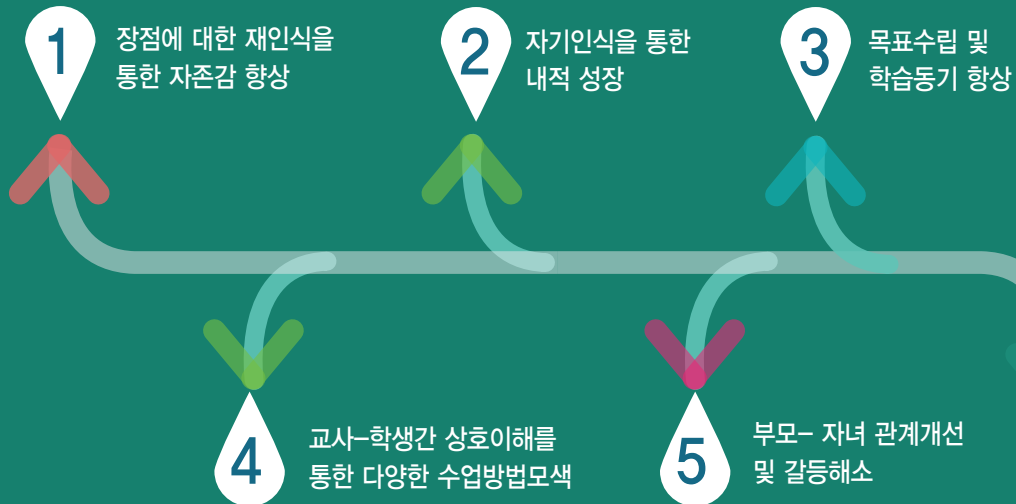 1
장점에 대한 재인식을
통한 자존감 향상
2
자기인식을 통한
내적 성장
3
목표수립 및
학습동기 항상
4
교사-학생간 상호이해를
통한 다양한 수업방법모색
5
부모- 자녀 관계개선
및 갈등해소